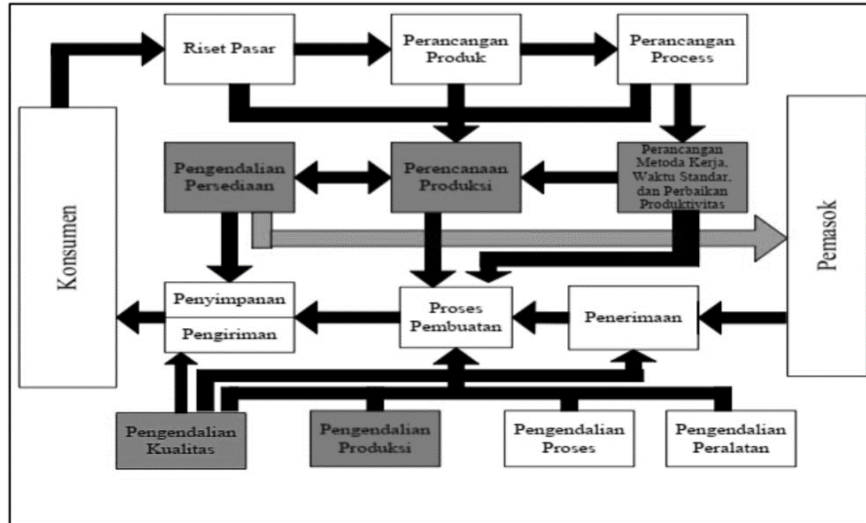 Riset Pasar
Perancangan
Produk
Perancangan
Process
Konsumen
Pemasok
Pengendalian
Persediaan
Perencanaan
Produksi
Perancangan
Metoda Kerja,
Waktu Standar,
dan Perbaikan
Produktivitas
Penyimpanan
Pengiriman
Proses
Pembuatan
Penerimaan
Pengendalian
Kualitas
Pengendalian
Produksi
Pengendalian
Proses
Pengendalian
Peralatan